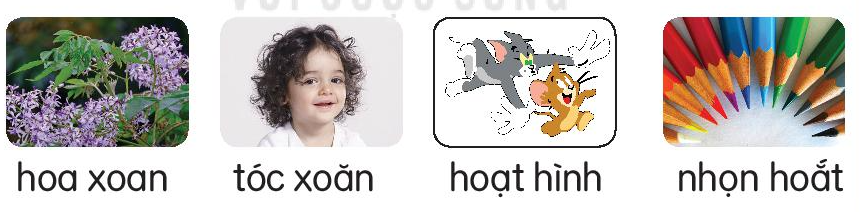 hoa xoan
tóc xoăn
hoạt hình
nhọn hoắt